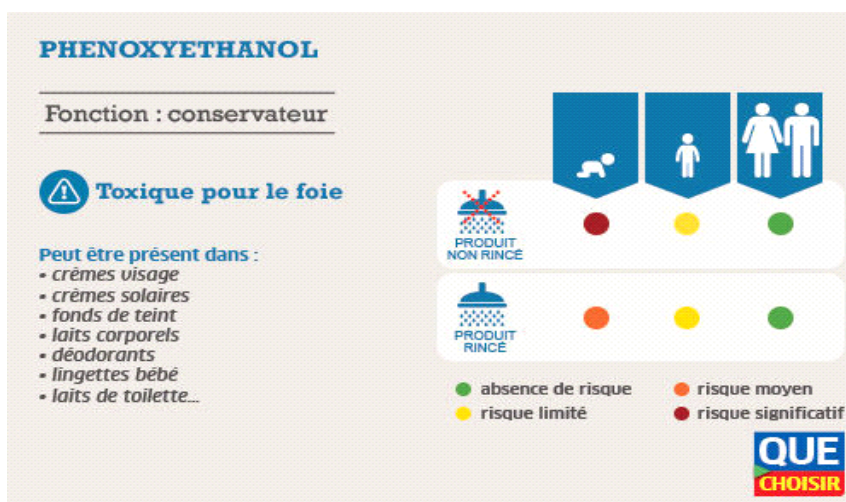 PHENOXYETHANOL
Fonction : conservateur
Toxique pour le foie
Peut être présent dans :
• crèmes visage
• crèmes solaires
• fonds de teint
• laits corporels
• déodorants
• lingettes bébé
• laits de toilette...
PRODUIT
NON RINCÉ
PRODUIT
RINCÉ
absence de risque
risque moyen
risque limité
risque significatif
QUE
CHOISIR